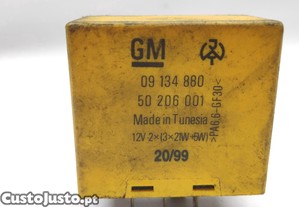 GM
09 134 880
50 206 001
Made in Tunesia
12V 2×(3×21W+5W)
>PA6.6-GF30<
20/99
CustoJusto.pt